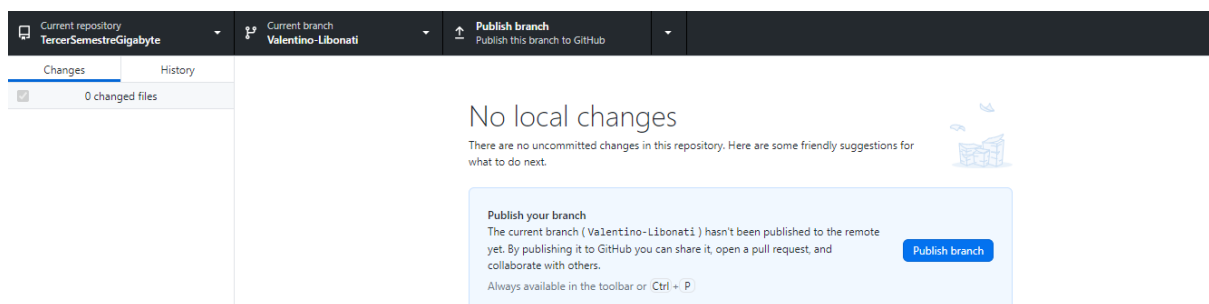 Current repository
TercerSemestreGigabyte
Current branch
Valentino-Libonati
Publish branch
Publish this branch to GitHub
Changes
History
0 changed files
No local changes
There are no uncommitted changes in this repository. Here are some friendly suggestions for
what to do next.
Publish your branch
The current branch ( Valentino-Libonati ) hasn't been published to the remote
yet. By publishing it to GitHub you can share it, open a pull request, and
collaborate with others.
Publish branch
Always available in the toolbar or Ctrl + P